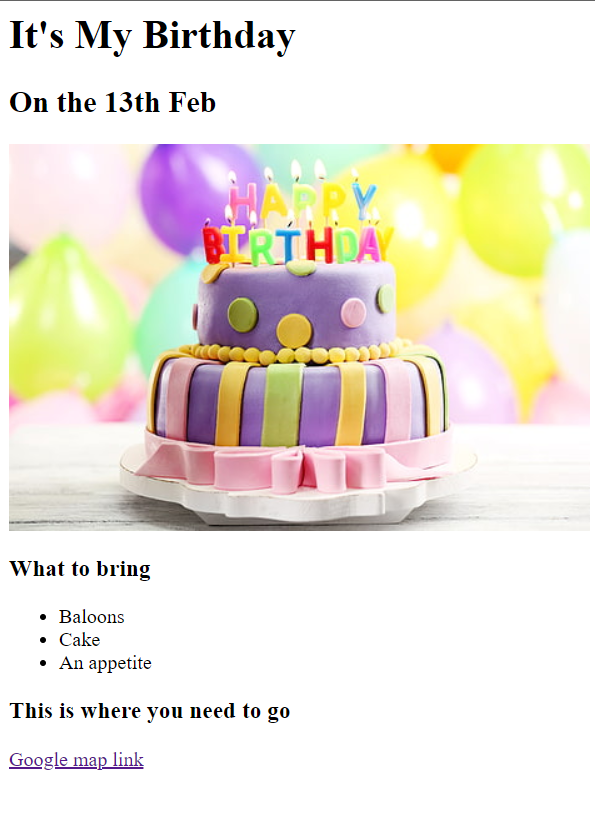 It's My Birthday
On the 13th Feb
HAPPY
BIRTHDAY
What to bring
Baloons
Cake
An appetite
This is where you need to go
Google map link